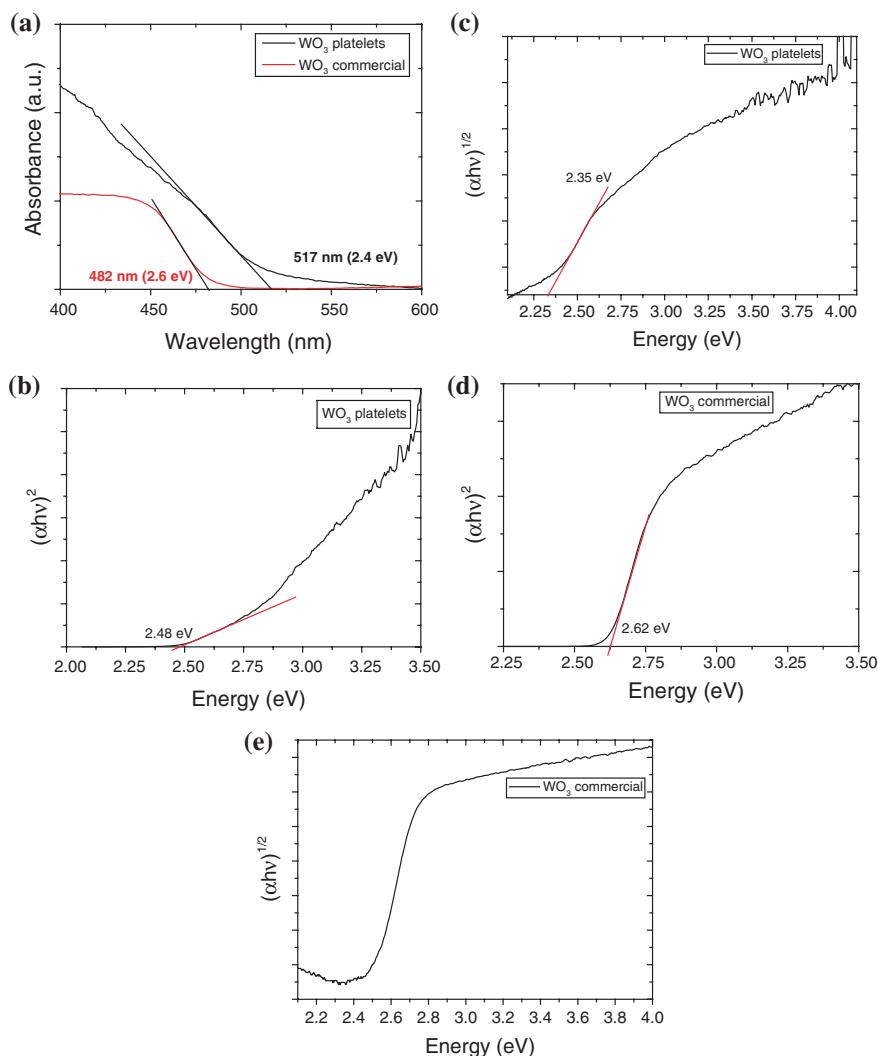 (a)
WO₃ platelets
WO₃ commercial
Absorbance (a.u.)
517 nm (2.4 eV)
482 nm (2.6 eV)
400 450 500 550 600
Wavelength (nm)
(c)
WO₃ platelets
(αhν)^1/2
2.35 eV
2.25 2.50 2.75 3.00 3.25 3.50 3.75 4.00
Energy (eV)
(b)
WO₃ platelets
(αhν)²
2.48 eV
2.00 2.25 2.50 2.75 3.00 3.25 3.50
Energy (eV)
(d)
WO₃ commercial
(αhν)²
2.62 eV
2.25 2.50 2.75 3.00 3.25 3.50
Energy (eV)
(e)
WO₃ commercial
(αhν)^1/2
2.2 2.4 2.6 2.8 3.0 3.2 3.4 3.6 3.8 4.0
Energy (eV)